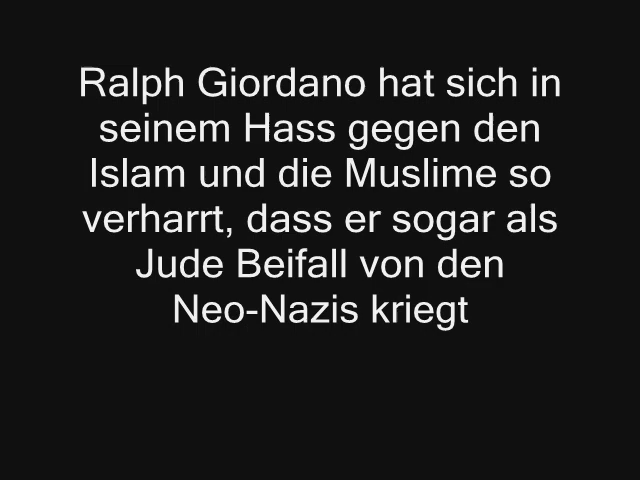 Ralph Giordano hat sich in
seinem Hass gegen den
Islam und die Muslime so
verharrt, dass er sogar als
Jude Beifall von den
Neo-Nazis kriegt